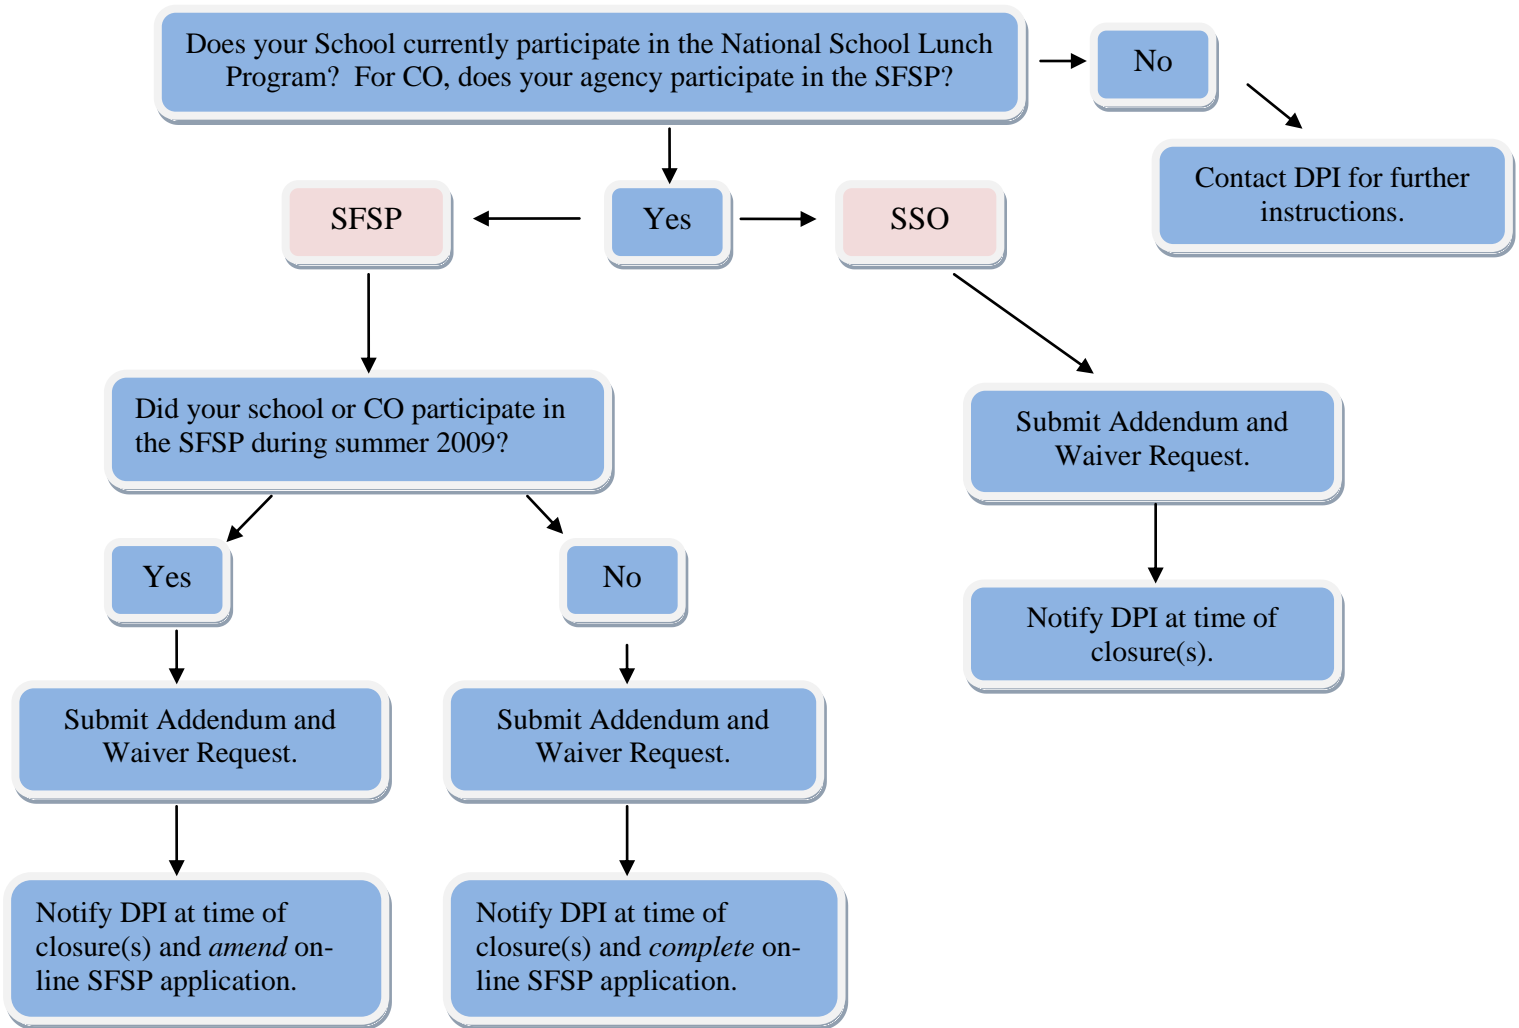 Does your School currently participate in the National School Lunch
Program?  For CO, does your agency participate in the SFSP?
No
Contact DPI for further
instructions.
SFSP
Yes
SSO
Did your school or CO participate in
the SFSP during summer 2009?
Submit Addendum and
Waiver Request.
Yes
No
Notify DPI at time of
closure(s).
Submit Addendum and
Waiver Request.
Submit Addendum and
Waiver Request.
Notify DPI at time of
closure(s) and amend on-
line SFSP application.
Notify DPI at time of
closure(s) and complete on-
line SFSP application.